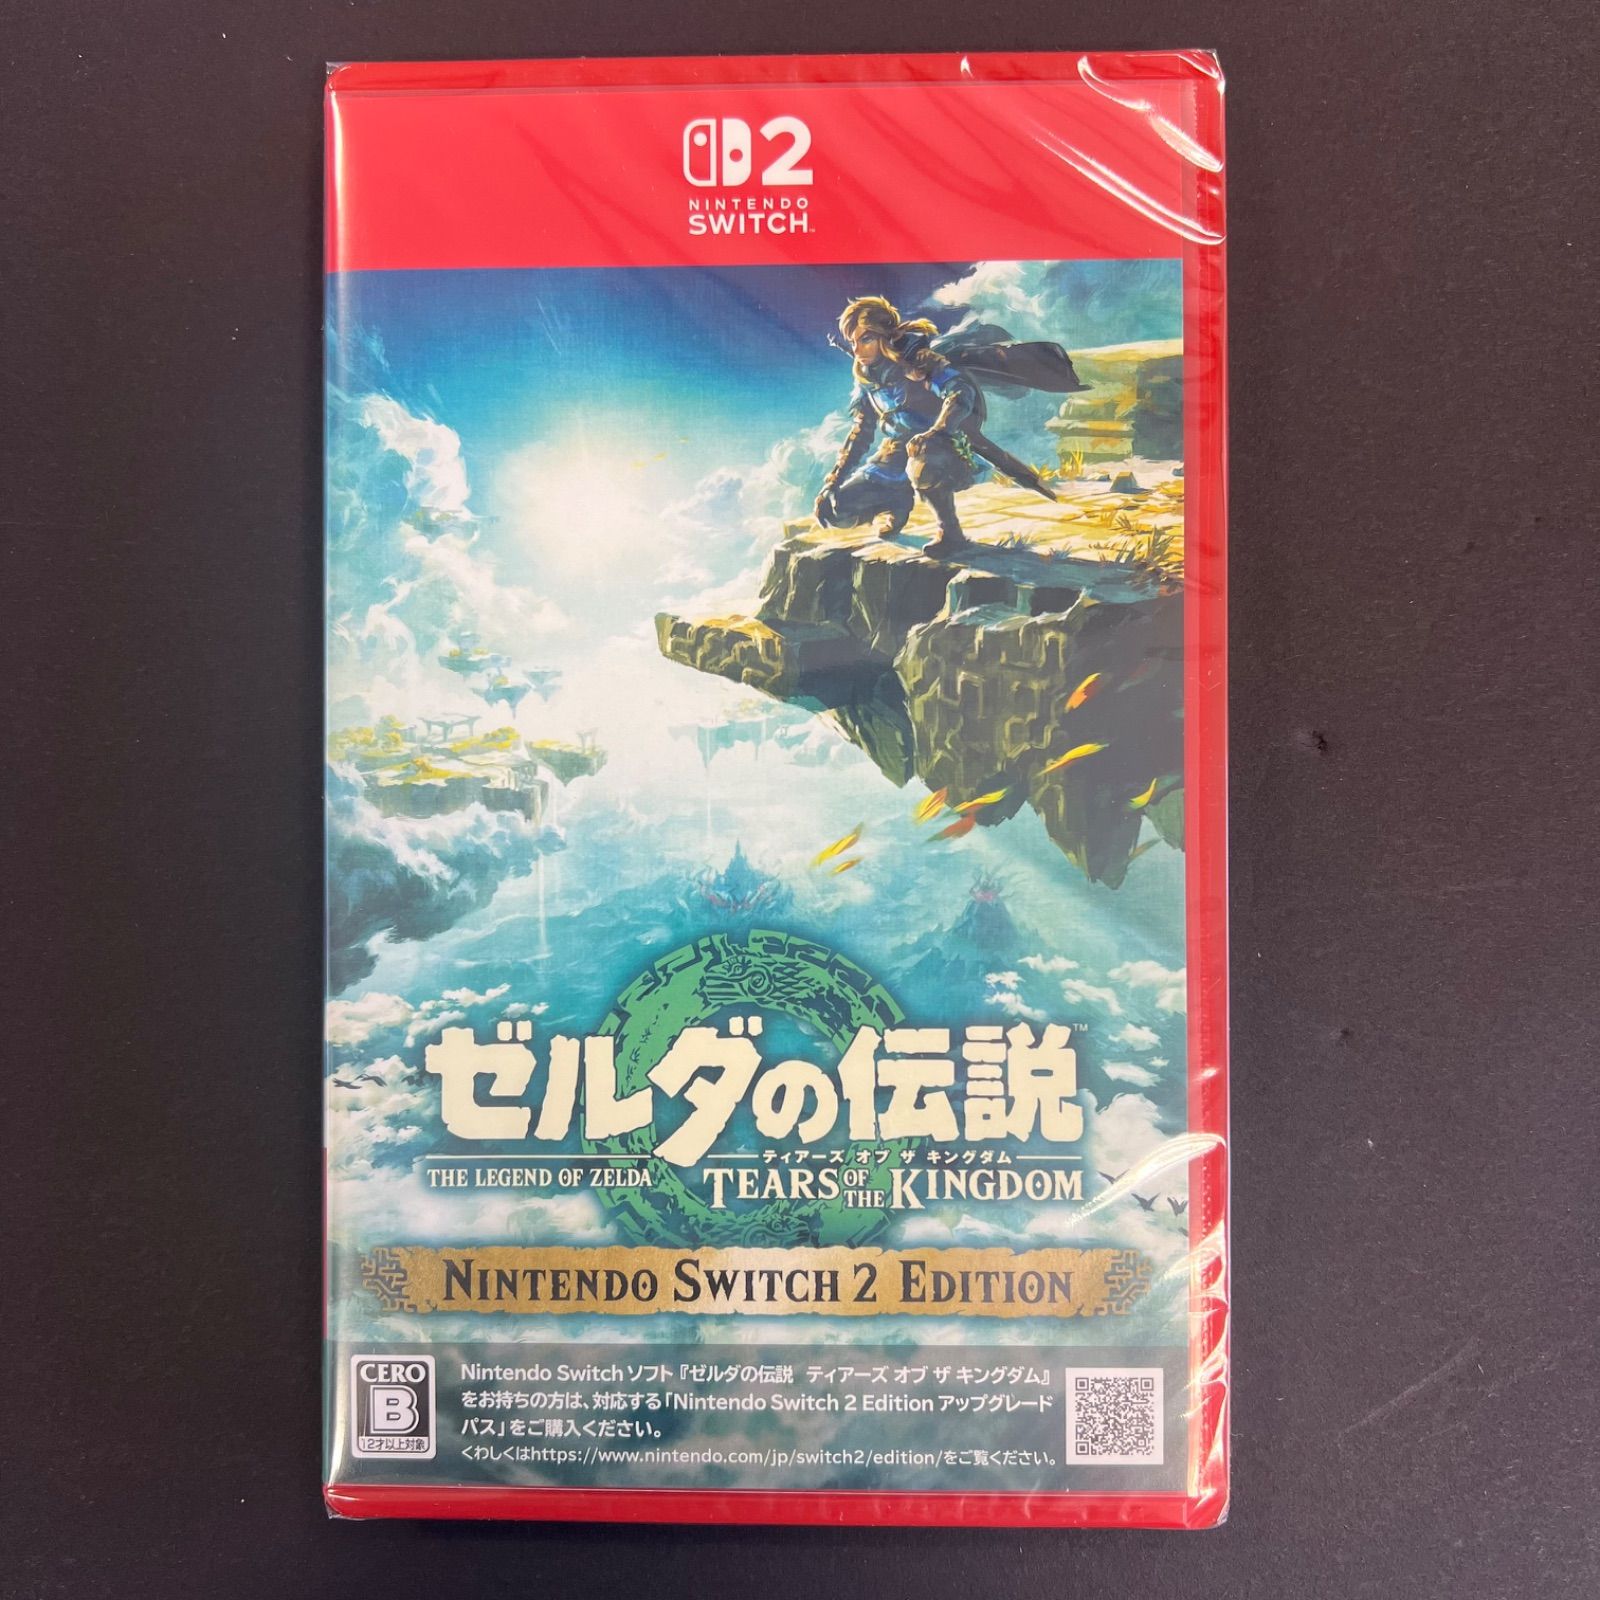 2
NINTENDO
SWITCH™
ゼルダの伝説™
ティアーズ オブ ザ キングダム
THE LEGEND OF ZELDA TEARS OF THE KINGDOM
NINTENDO SWITCH 2 EDITION
CERO
B
12才以上対象
Nintendo Switch ソフト『ゼルダの伝説 ティアーズ オブ ザ キングダム』
をお持ちの方は、対応する「Nintendo Switch 2 Edition アップグレード
パス」をご購入ください。
くわしくはhttps://www.nintendo.com/jp/switch2/edition/をご覧ください。